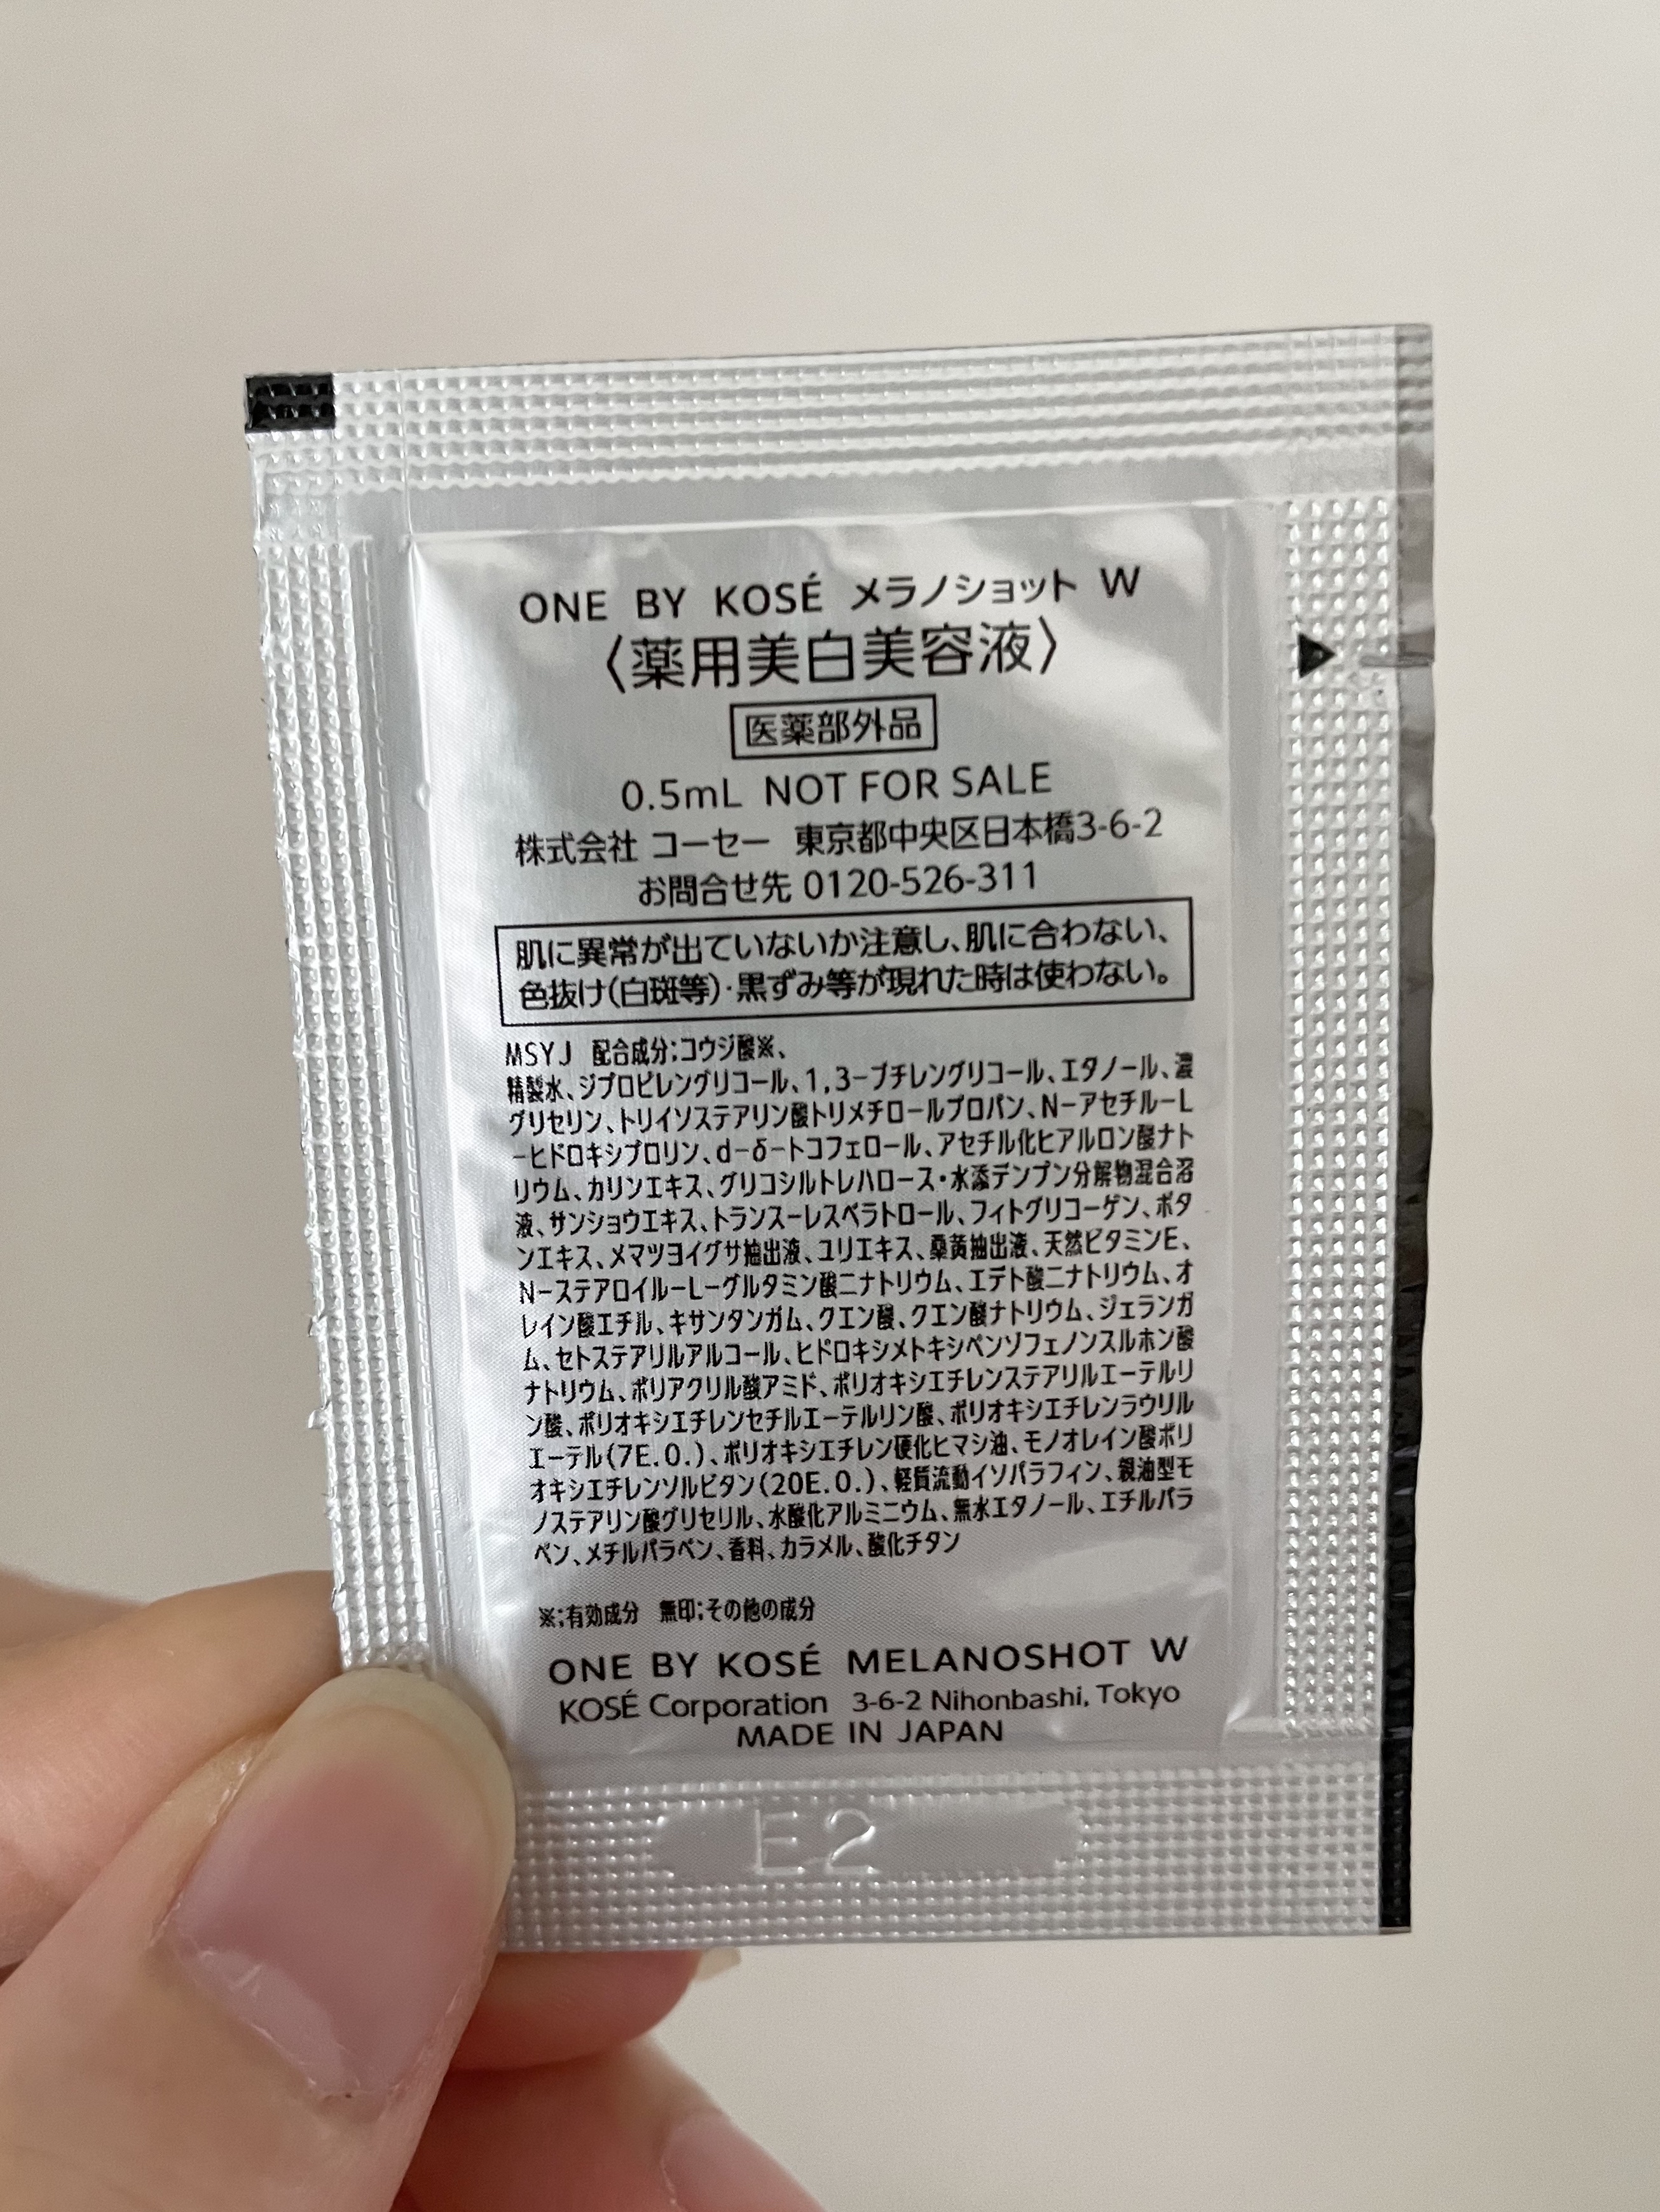 ONE BY KOSÉ メラノショット W
〈薬用美白美容液〉
医薬部外品
0.5mL NOT FOR SALE
株式会社 コーセー 東京都中央区日本橋3-6-2
お問合せ先 0120-526-311
肌に異常が出ていないか注意し、肌に合わない、
色抜け(白斑等)・黒ずみ等が現れた時は使わない。
MSYJ 配合成分;コウジ酸※、
精製水、ジプロピレングリコール、1,3-ブチレングリコール、エタノール、濃
グリセリン、トリイソステアリン酸トリメチロールプロパン、N-アセチル-L
-ヒドロキシプロリン、d-δ-トコフェロール、アセチル化ヒアルロン酸ナト
リウム、カリンエキス、グリコシルトレハロース・水添デンプン分解物混合溶
液、サンショウエキス、トランス-レスベラトロール、フィトグリコーゲン、ボタ
ンエキス、メマツヨイグサ抽出液、ユリエキス、桑黄抽出液、天然ビタミンE、
N-ステアロイル-L-グルタミン酸二ナトリウム、エデト酸二ナトリウム、オ
レイン酸エチル、キサンタンガム、クエン酸、クエン酸ナトリウム、ジェランガ
ム、セトステアリルアルコール、ヒドロキシメトキシベンゾフェノンスルホン酸
ナトリウム、ポリアクリル酸アミド、ポリオキシエチレンステアリルエーテルリ
ン酸、ポリオキシエチレンセチルエーテルリン酸、ポリオキシエチレンラウリル
エーテル(7E.O.)、ポリオキシエチレン硬化ヒマシ油、モノオレイン酸ポリ
オキシエチレンソルビタン(20E.O.)、軽質流動イソパラフィン、親油型モ
ノステアリン酸グリセリル、水酸化アルミニウム、無水エタノール、エチルパラ
ベン、メチルパラベン、香料、カラメル、酸化チタン
※;有効成分 無印;その他の成分
ONE BY KOSÉ MELANOSHOT W
KOSÉ Corporation 3-6-2 Nihonbashi, Tokyo
MADE IN JAPAN
E2